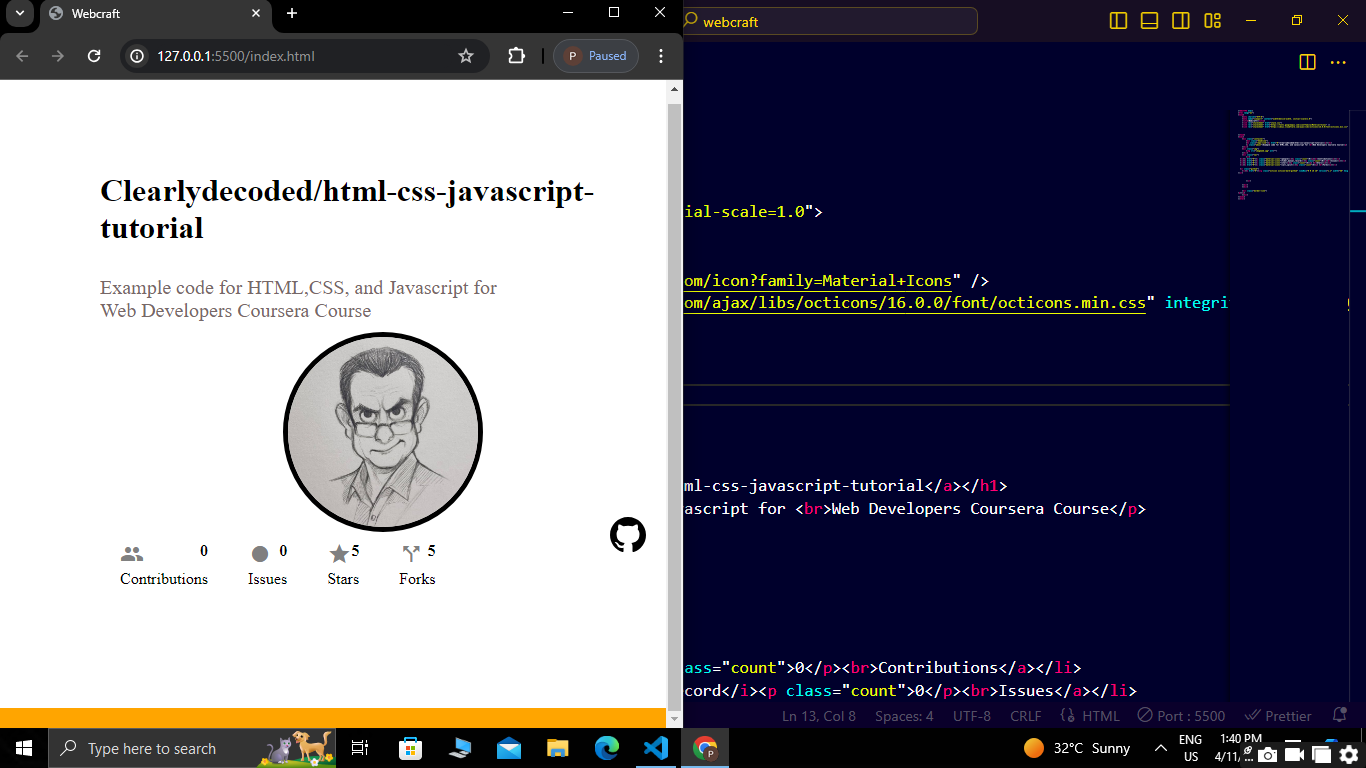 Webcraft
127.0.0.1:5500/index.html
P Paused
webcraft
Clearlydecoded/html-css-javascript-
tutorial
Example code for HTML,CSS, and Javascript for
Web Developers Coursera Course
0 0 5 5
Contributions Issues Stars Forks
ial-scale=1.0">
om/icon?family=Material+Icons" />
om/ajax/libs/octicons/16.0.0/font/octicons.min.css" integri
ml-css-javascript-tutorial</a></h1>
ascript for <br>Web Developers Coursera Course</p>
ass="count">0</p><br>Contributions</a></li>
cord</i><p class="count">0</p><br>Issues</a></li>
Ln 13, Col 8 Spaces: 4 UTF-8 CRLF HTML Port : 5500 Prettier
Type here to search
P
32°C Sunny
ENG
US
1:40 PM
4/11/